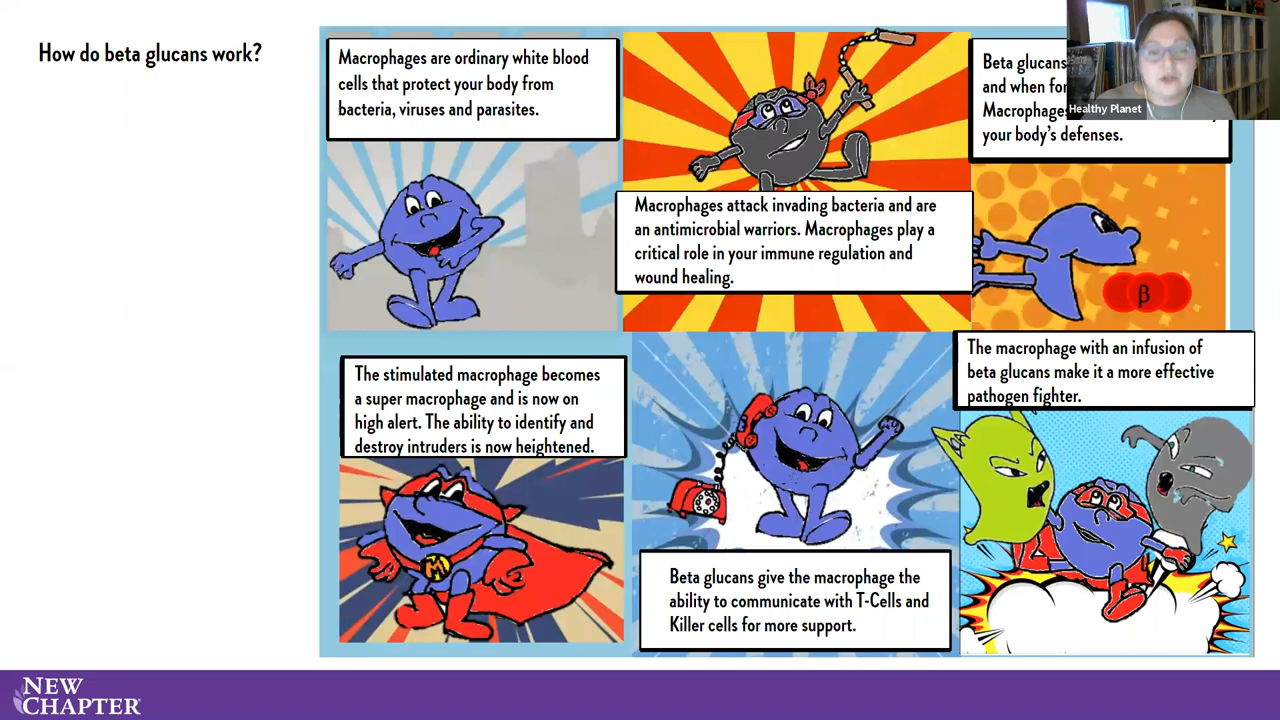 How do beta glucans work?
Macrophages are ordinary white blood
cells that protect your body from
bacteria, viruses and parasites.
Macrophages attack invading bacteria and are
an antimicrobial warriors. Macrophages play a
critical role in your immune regulation and
wound healing.
Beta glucans
and when
Macrophages
your body's defenses.
Healthy Planet
β
The stimulated macrophage becomes
a super macrophage and is now on
high alert. The ability to identify and
destroy intruders is now heightened.
M
Beta glucans give the macrophage the
ability to communicate with T-Cells and
Killer cells for more support.
The macrophage with an infusion of
beta glucans make it a more effective
pathogen fighter.
NEW
CHAPTER